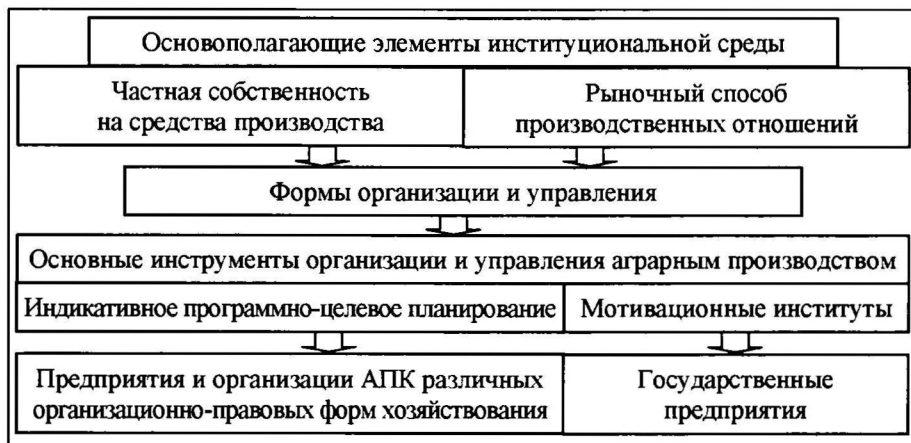 Основополагающие элементы институциональной среды
Частная собственность
на средства производства
Рыночный способ
производственных отношений
Формы организации и управления
Основные инструменты организации и управления аграрным производством
Индикативное программно-целевое планирование
Мотивационные институты
Предприятия и организации АПК различных
организационно-правовых форм хозяйствования
Государственные
предприятия